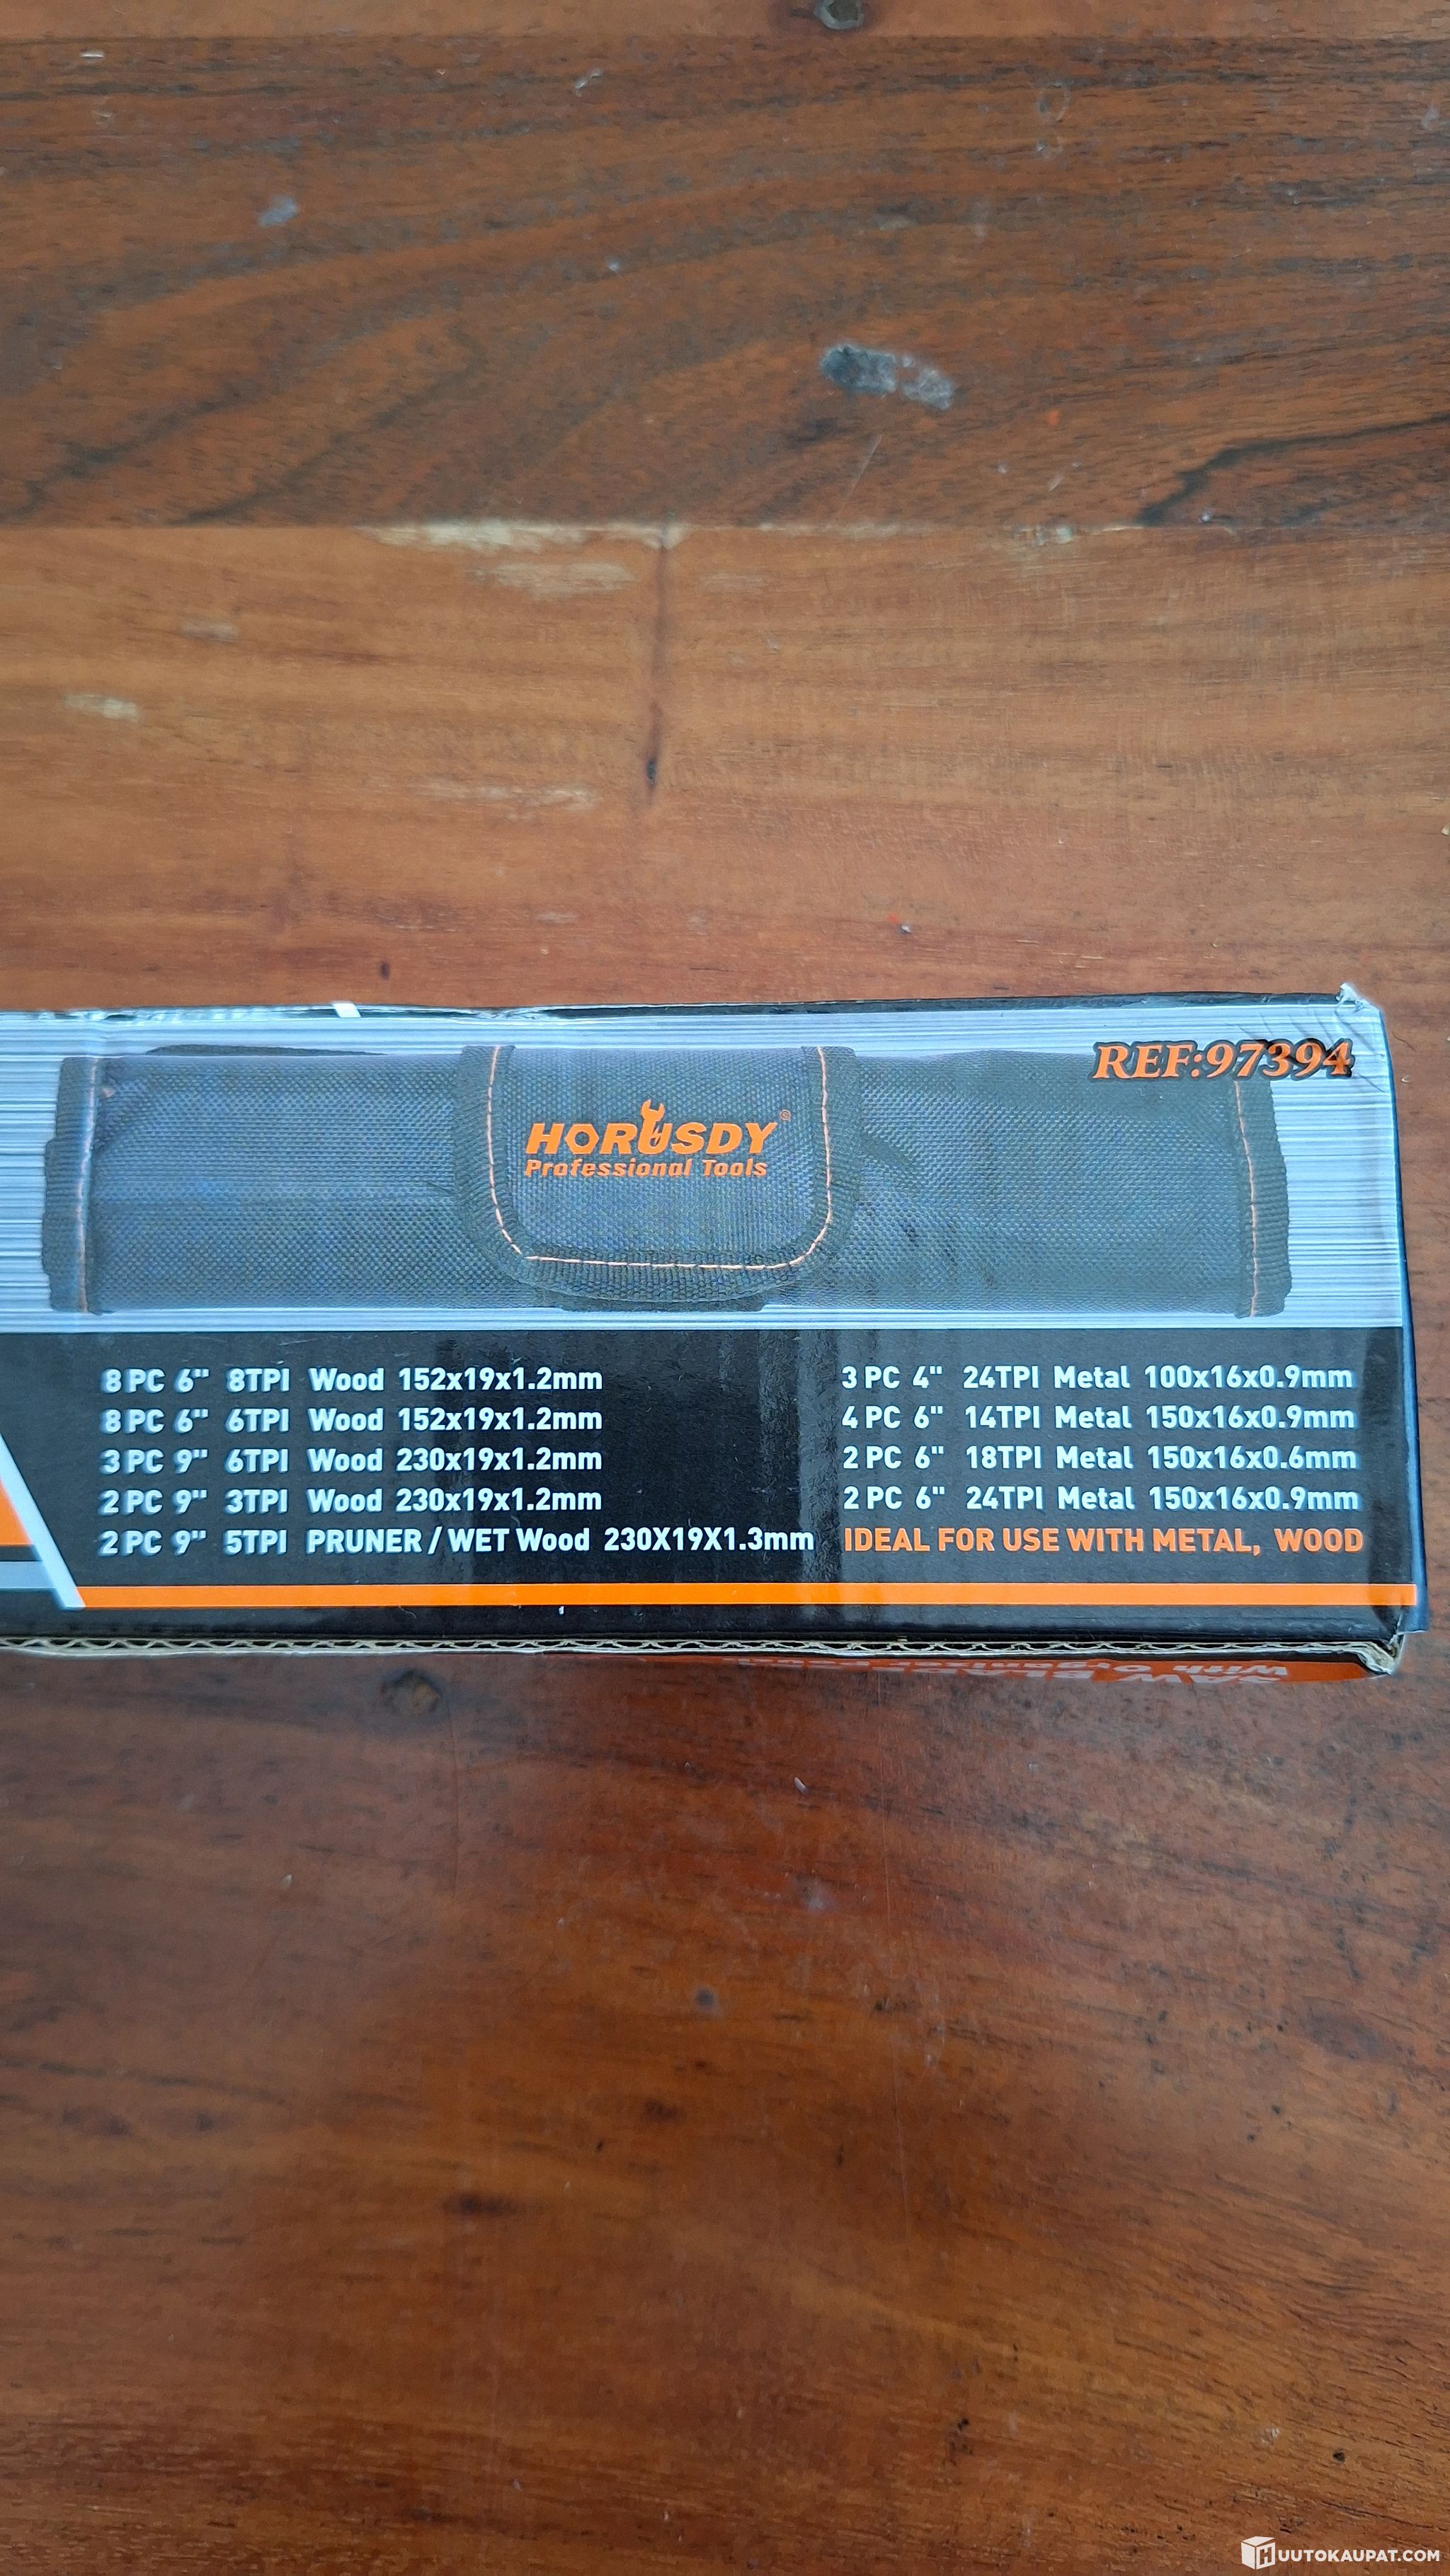 REF:97394
HORUSDY®
Professional Tools
8 PC 6" 8TPI Wood 152x19x1.2mm
8 PC 6" 6TPI Wood 152x19x1.2mm
3 PC 9" 6TPI Wood 230x19x1.2mm
2 PC 9" 3TPI Wood 230x19x1.2mm
2 PC 9" 5TPI PRUNER / WET Wood 230X19X1.3mm
3 PC 4" 24TPI Metal 100x16x0.9mm
4 PC 6" 14TPI Metal 150x16x0.9mm
2 PC 6" 18TPI Metal 150x16x0.6mm
2 PC 6" 24TPI Metal 150x16x0.9mm
IDEAL FOR USE WITH METAL, WOOD
With
HUUTOKAUPAT.COM